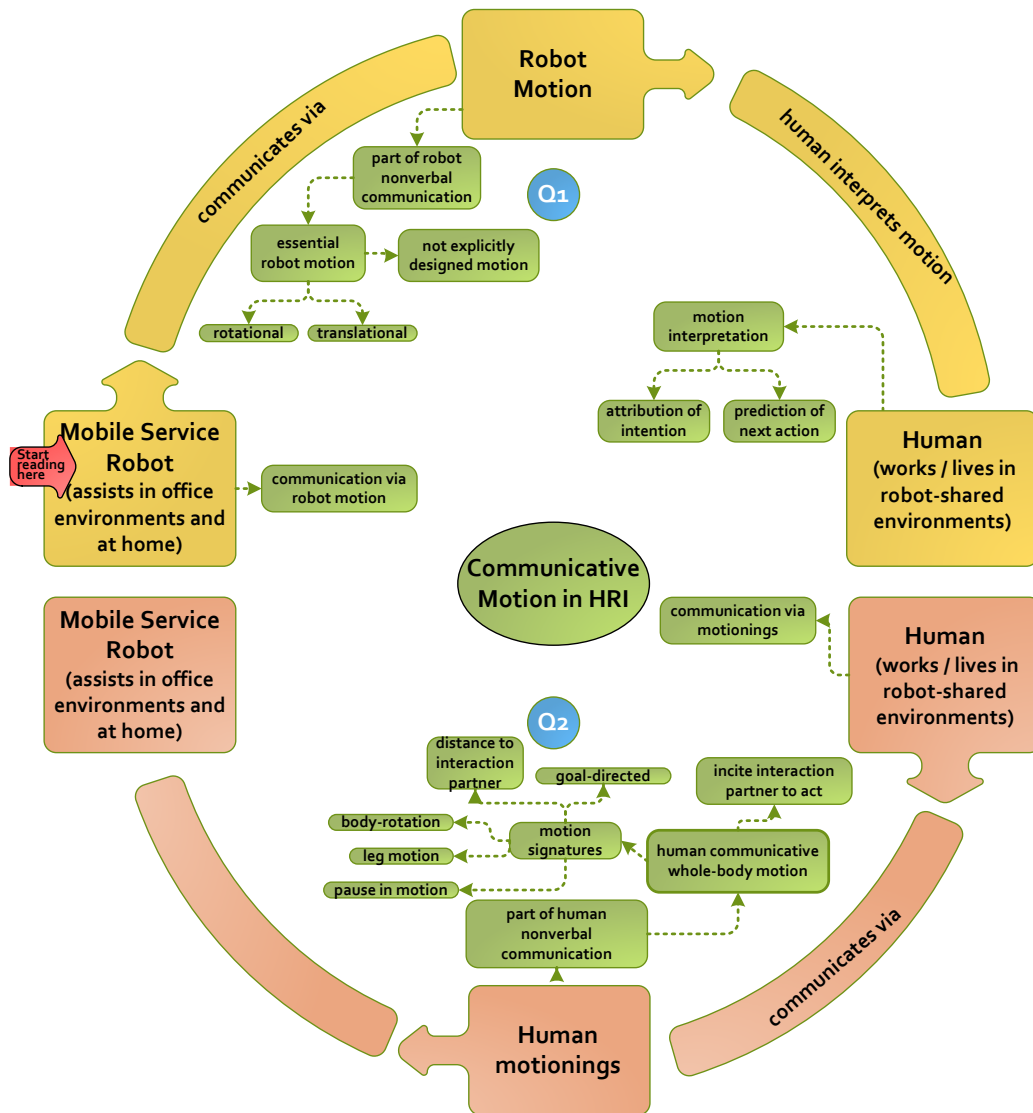 Start
reading
here
Mobile Service
Robot
(assists in office
environments and
at home)
communication via
robot motion
communicates via
Robot
Motion
part of robot
nonverbal
communication
Q1
essential
robot motion
not explicitly
designed motion
rotational
translational
human interprets motion
motion
interpretation
attribution of
intention
prediction of
next action
Human
(works / lives in
robot-shared
environments)
Communicative
Motion in HRI
communication via
motionings
Human
(works / lives in
robot-shared
environments)
communicates via
Q2
distance to
interaction
partner
goal-directed
incite interaction
partner to act
body-rotation
motion
signatures
leg motion
human communicative
whole-body motion
pause in motion
part of human
nonverbal
communication
Human
motionings
Mobile Service
Robot
(assists in office
environments and
at home)